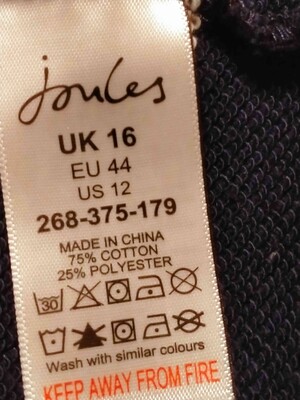 Joules
UK 16
EU 44
US 12
268-375-179
MADE IN CHINA
75% COTTON
25% POLYESTER
30
Wash with similar colours
KEEP AWAY FROM FIRE